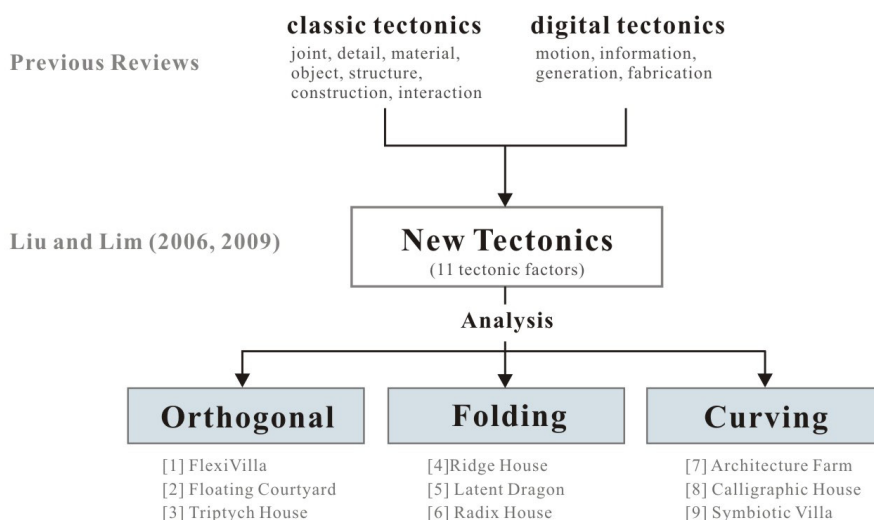 classic tectonics
joint, detail, material,
object, structure,
construction, interaction
digital tectonics
motion, information,
generation, fabrication
Previous Reviews
Liu and Lim (2006, 2009)
New Tectonics
(11 tectonic factors)
Analysis
Orthogonal
[1] FlexiVilla
[2] Floating Courtyard
[3] Triptych House
Folding
[4]Ridge House
[5] Latent Dragon
[6] Radix House
Curving
[7] Architecture Farm
[8] Calligraphic House
[9] Symbiotic Villa